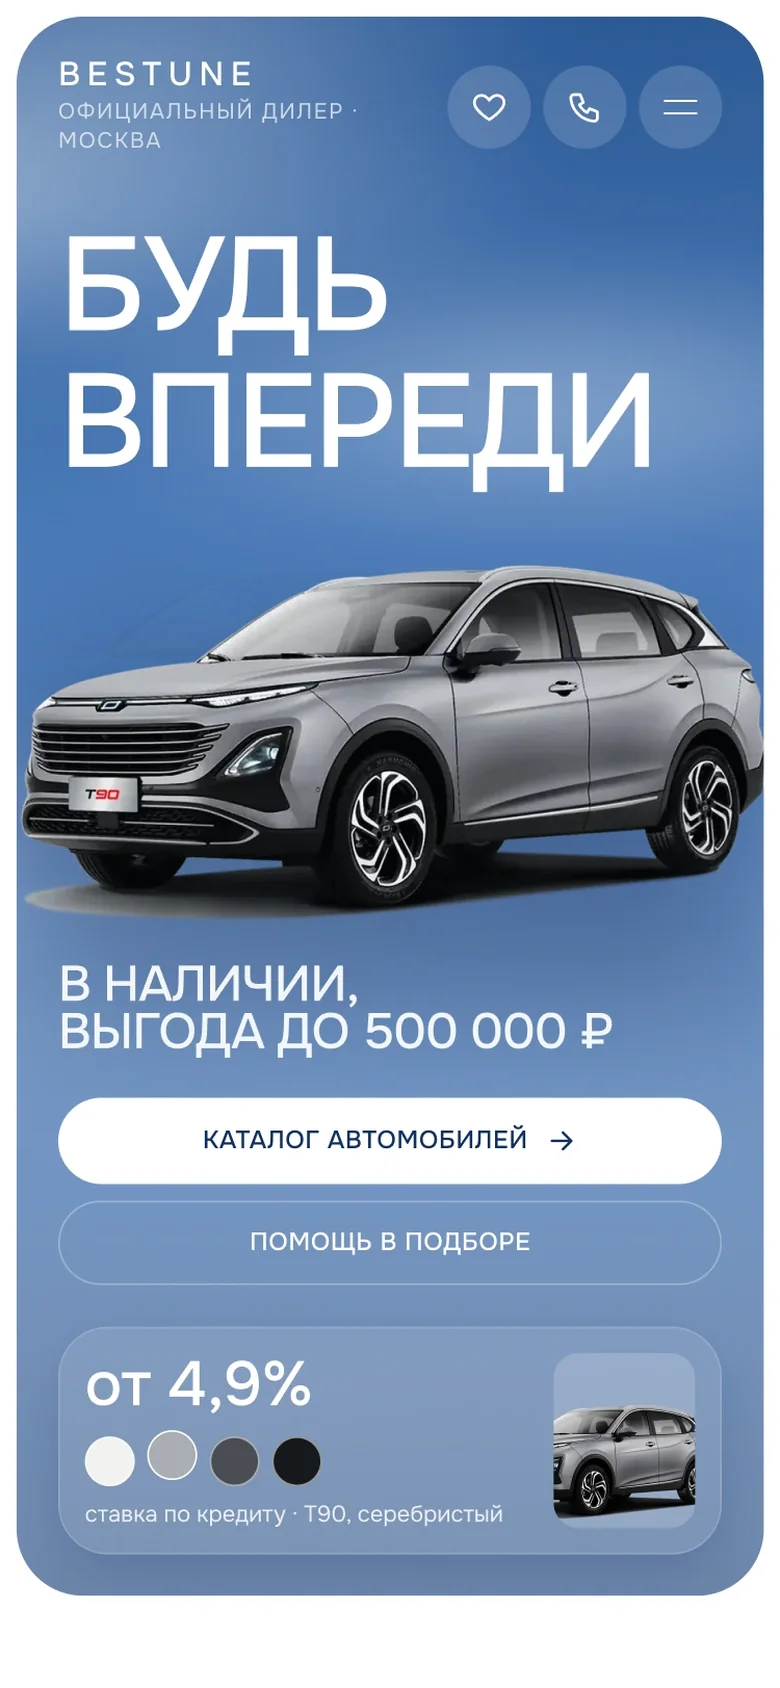 BESTUNE
ОФИЦИАЛЬНЫЙ ДИЛЕР ·
МОСКВА
БУДЬ
ВПЕРЕДИ
T90
В НАЛИЧИИ,
ВЫГОДА ДО 500 000 ₽
КАТАЛОГ АВТОМОБИЛЕЙ →
ПОМОЩЬ В ПОДБОРЕ
от 4,9%
ставка по кредиту · T90, серебристый